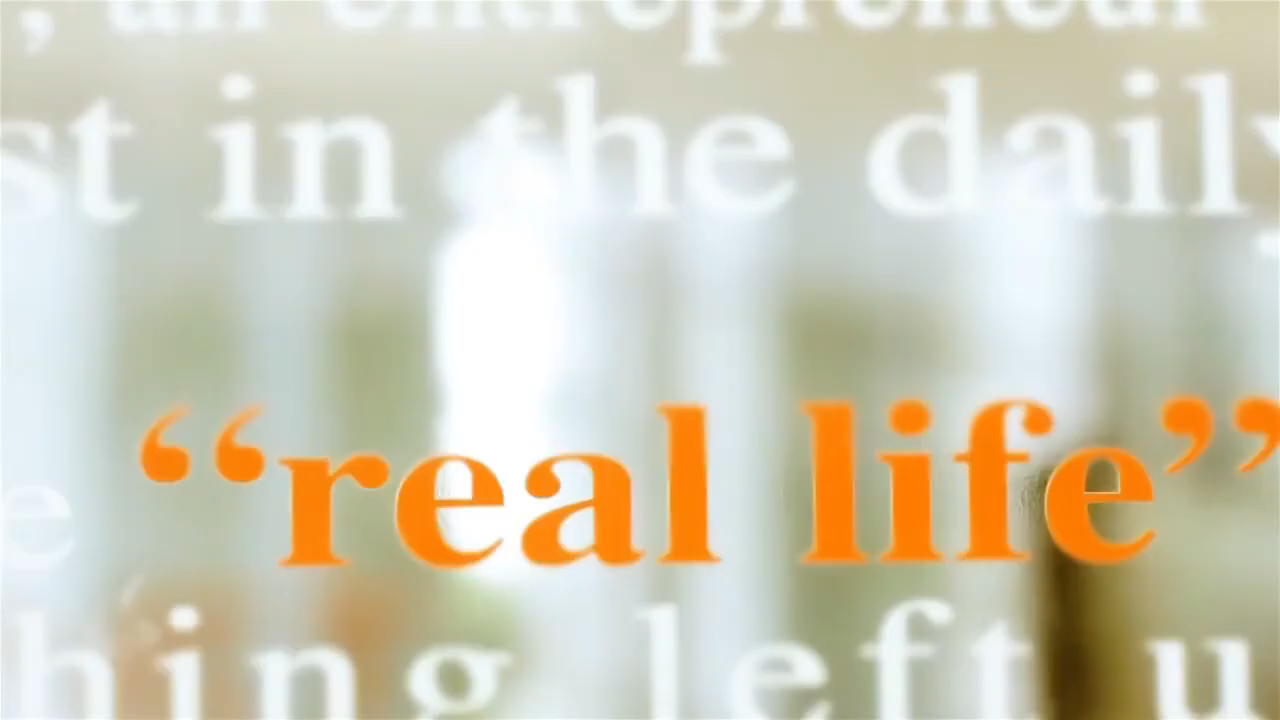 , an entrepreneur
st in the daily
e “real life”
hing left u